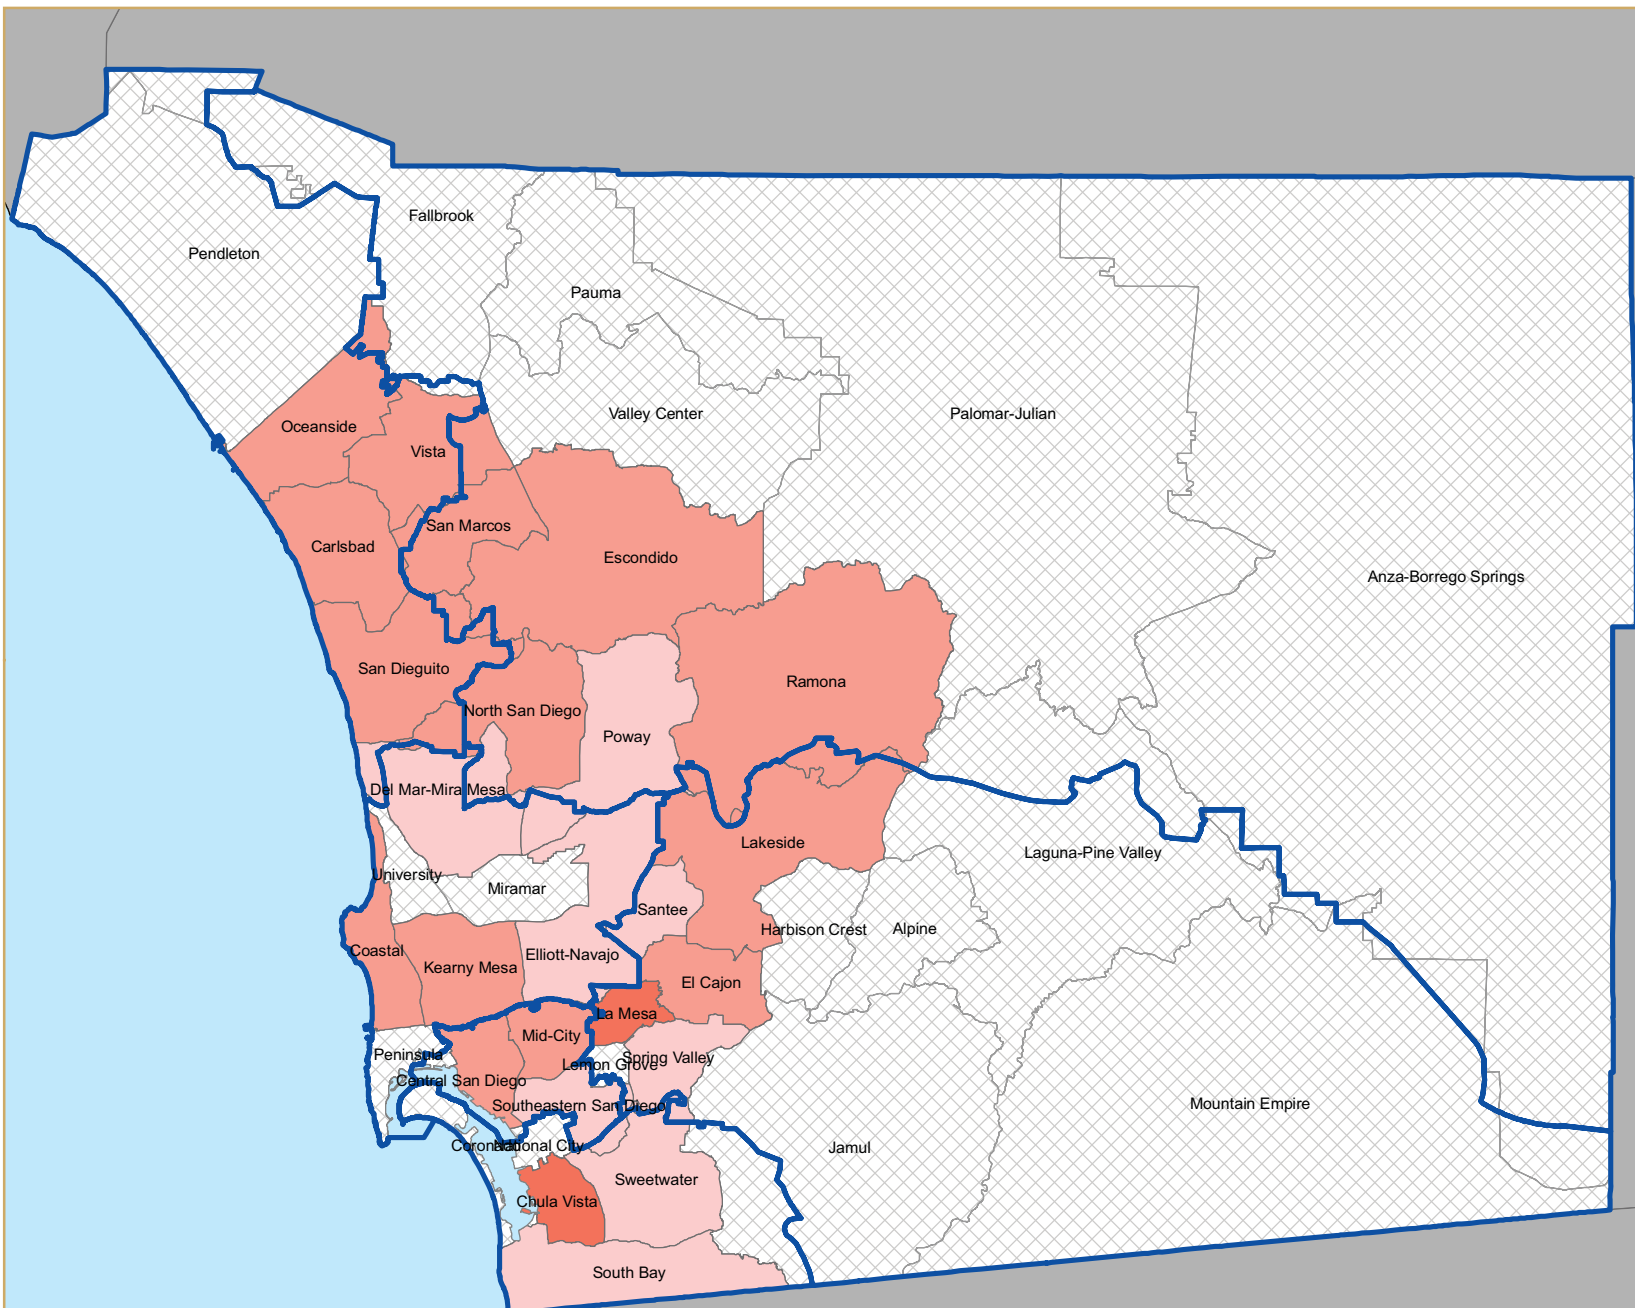 Fallbrook
Pendleton
Pauma
Valley Center
Palomar-Julian
Oceanside
Vista
San Marcos
Carlsbad
Escondido
Anza-Borrego Springs
San Dieguito
Ramona
North San Diego
Poway
Del Mar-Mira Mesa
Lakeside
Laguna-Pine Valley
University
Miramar
Santee
Harbison Crest
Alpine
Coastal
Elliott-Navajo
Kearny Mesa
El Cajon
La Mesa
Mid-City
Peninsula
Lemon Grove
Spring Valley
Central San Diego
Southeastern San Diego
Mountain Empire
Coronado
National City
Jamul
Sweetwater
Chula Vista
South Bay